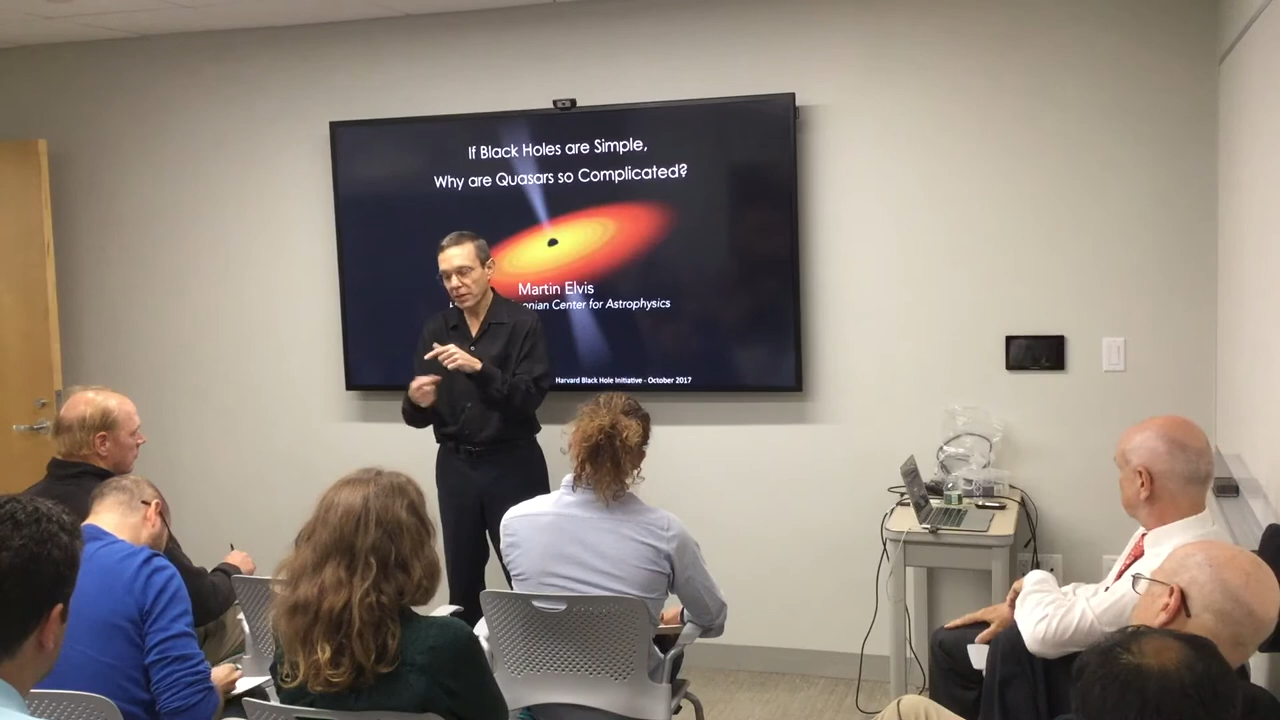 If Black Holes are Simple,
Why are Quasars so Complicated?
Martin Elvis
Center for Astrophysics
Harvard Black Hole Initiative - October 2017